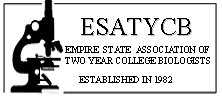 ESATYCB
EMPIRE STATE ASSOCIATION OF
TWO YEAR COLLEGE BIOLOGISTS
ESTABLISHED IN 1982